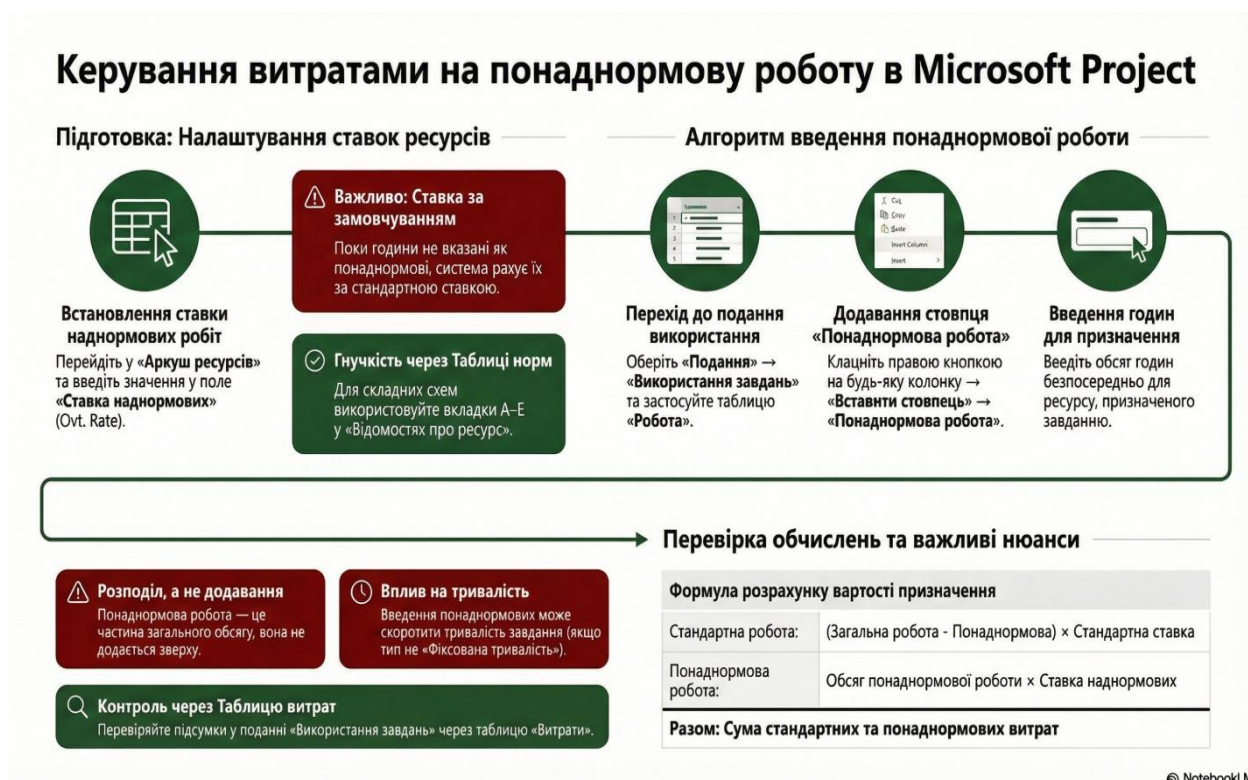 Керування витратами на понаднормову роботу в Microsoft Project
Підготовка: Налаштування ставок ресурсів
Встановлення ставки
наднормових робіт
Перейдіть у «Аркуш ресурсів»
та введіть значення у поле
«Ставка наднормових»
(Ovt. Rate).
Важливо: Ставка за
замовчуванням
Поки години не вказані як
понаднормові, система рахує їх
за стандартною ставкою.
Гнучкість через Таблиці норм
Для складних схем
використовуйте вкладки A–E
у «Відомостях про ресурс».
Алгоритм введення понаднормової роботи
1
2
3
4
5
Перехід до подання
використання
Оберіть «Подання» →
«Використання завдань»
та застосуйте таблицю
«Робота».
Cut
Copy
Paste
Insert Column
Insert
Додавання стовпця
«Понаднормова робота»
Клацніть правою кнопкою
на будь-яку колонку →
«Вставнти стовпець» →
«Понаднормова робота».
Введення годин
для призначення
Веедіть обсяг годин
безпосередньо для
ресурсу, призначеного
завданню.
Розподіл, а не додавання
Понаднормова робота — це
частина загального обсягу, вона не
додається зверху.
Вплив на тривалість
Введення понаднормових може
скоротити тривалість завдання (якщо
тип не «Фіксована тривалість»).
Контроль через Таблицю витрат
Перевіряйте підсумки у поданні «Використання завдань» через таблицю «Витрати».
Перевірка обчислень та важливі нюанси
Формула розрахунку вартості призначення
Стандартна робота: (Загальна робота - Понаднормова) × Стандартна ставка
Понаднормова
робота: Обсяг понаднормової роботи × Ставка наднормових
Разом: Сума стандартних та понаднормових витрат